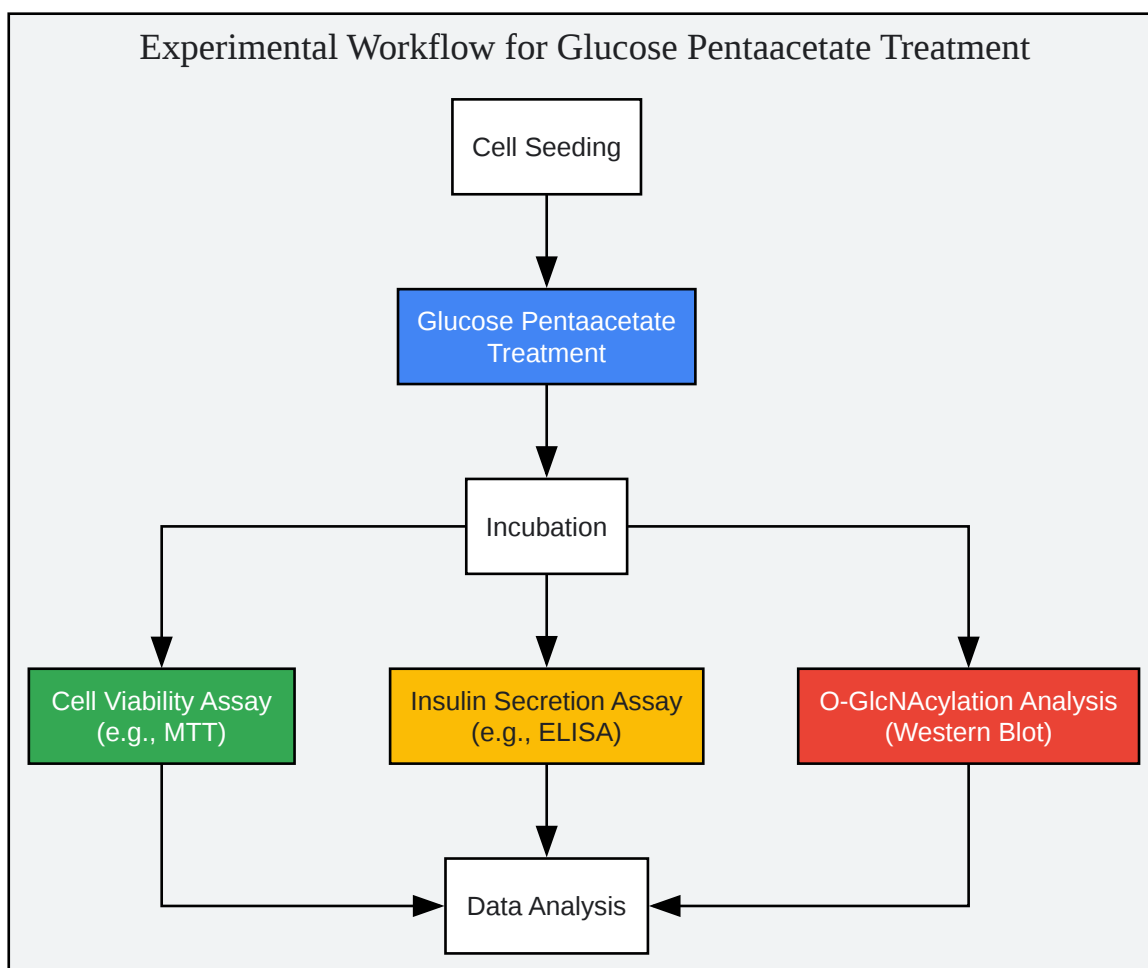 Experimental Workflow for Glucose Pentaacetate Treatment
Cell Seeding
Glucose Pentaacetate
Treatment
Incubation
Cell Viability Assay
(e.g., MTT)
Insulin Secretion Assay
(e.g., ELISA)
O-GlcNAcylation Analysis
(Western Blot)
Data Analysis